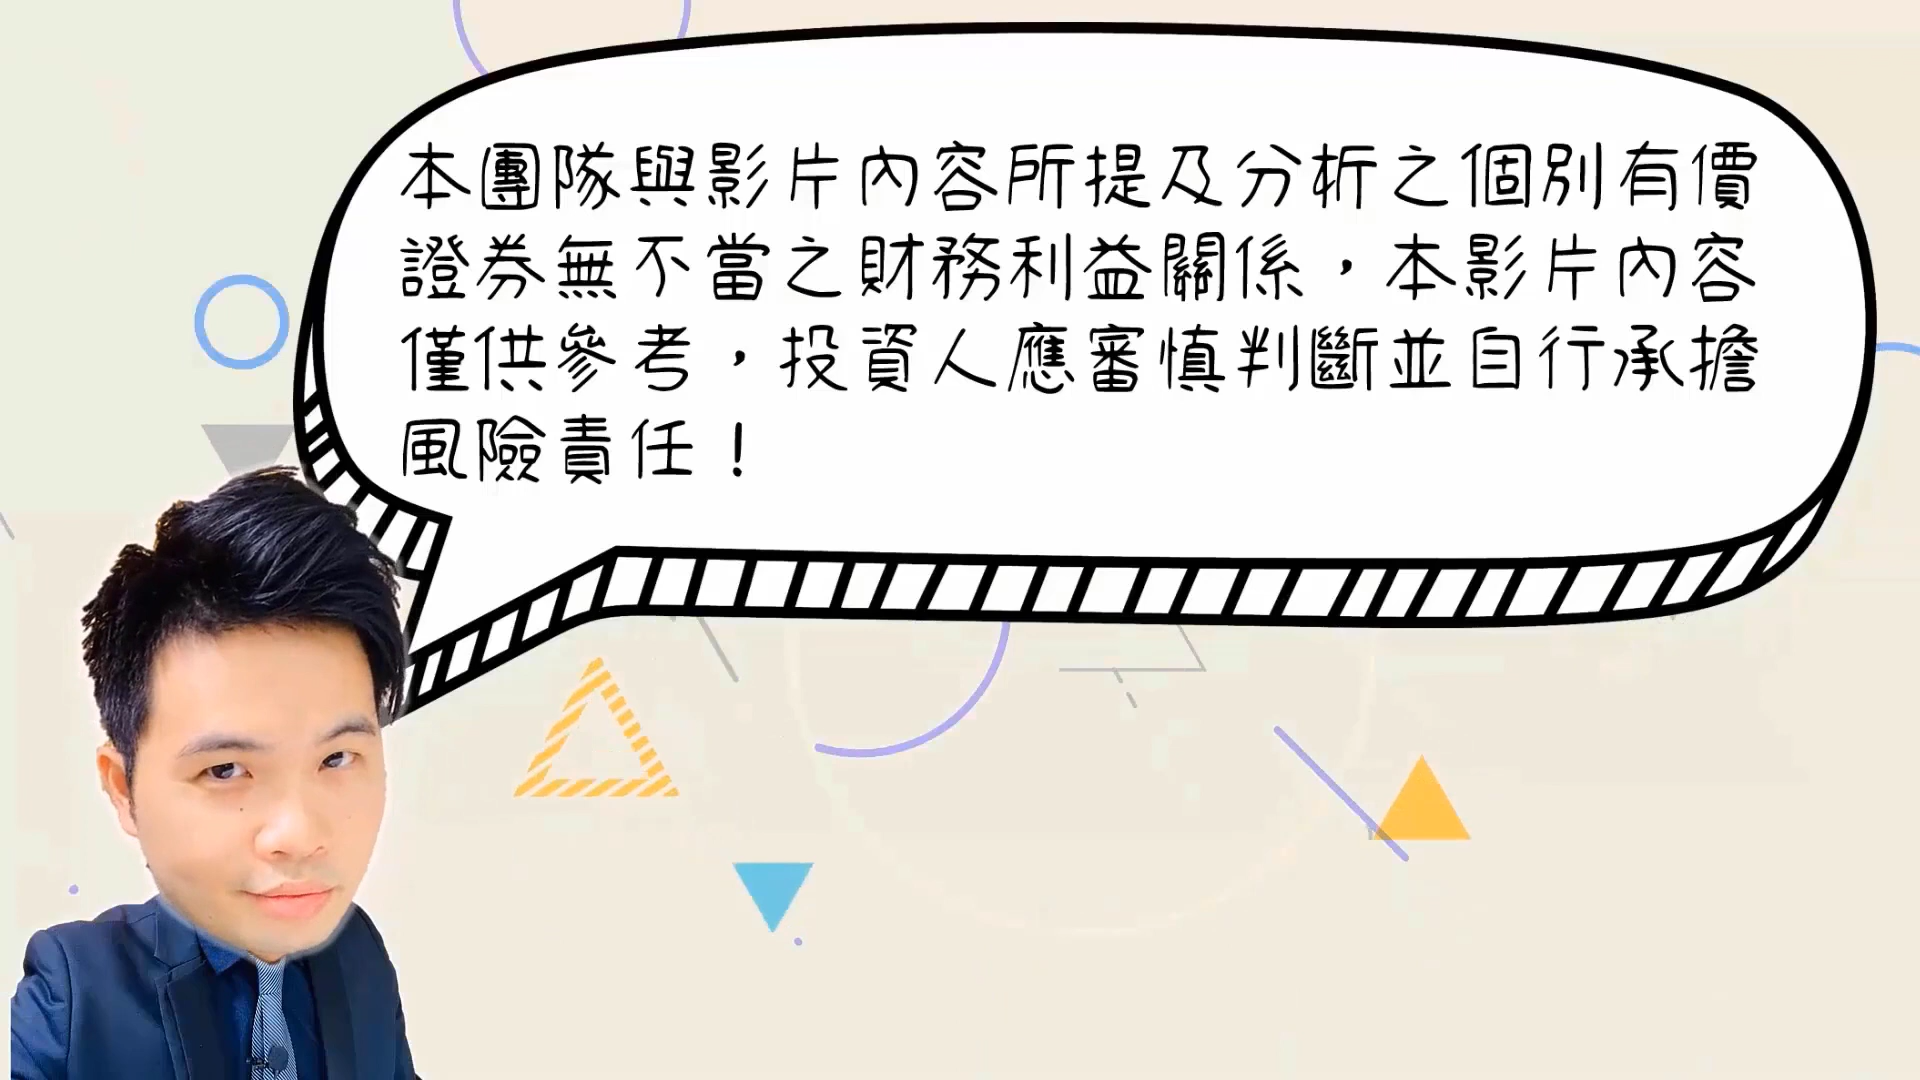 本團隊與影片內容所提及分析之個別有價
證券無不當之財務利益關係，本影片內容
僅供參考，投資人應審慎判斷並自行承擔
風險責任！